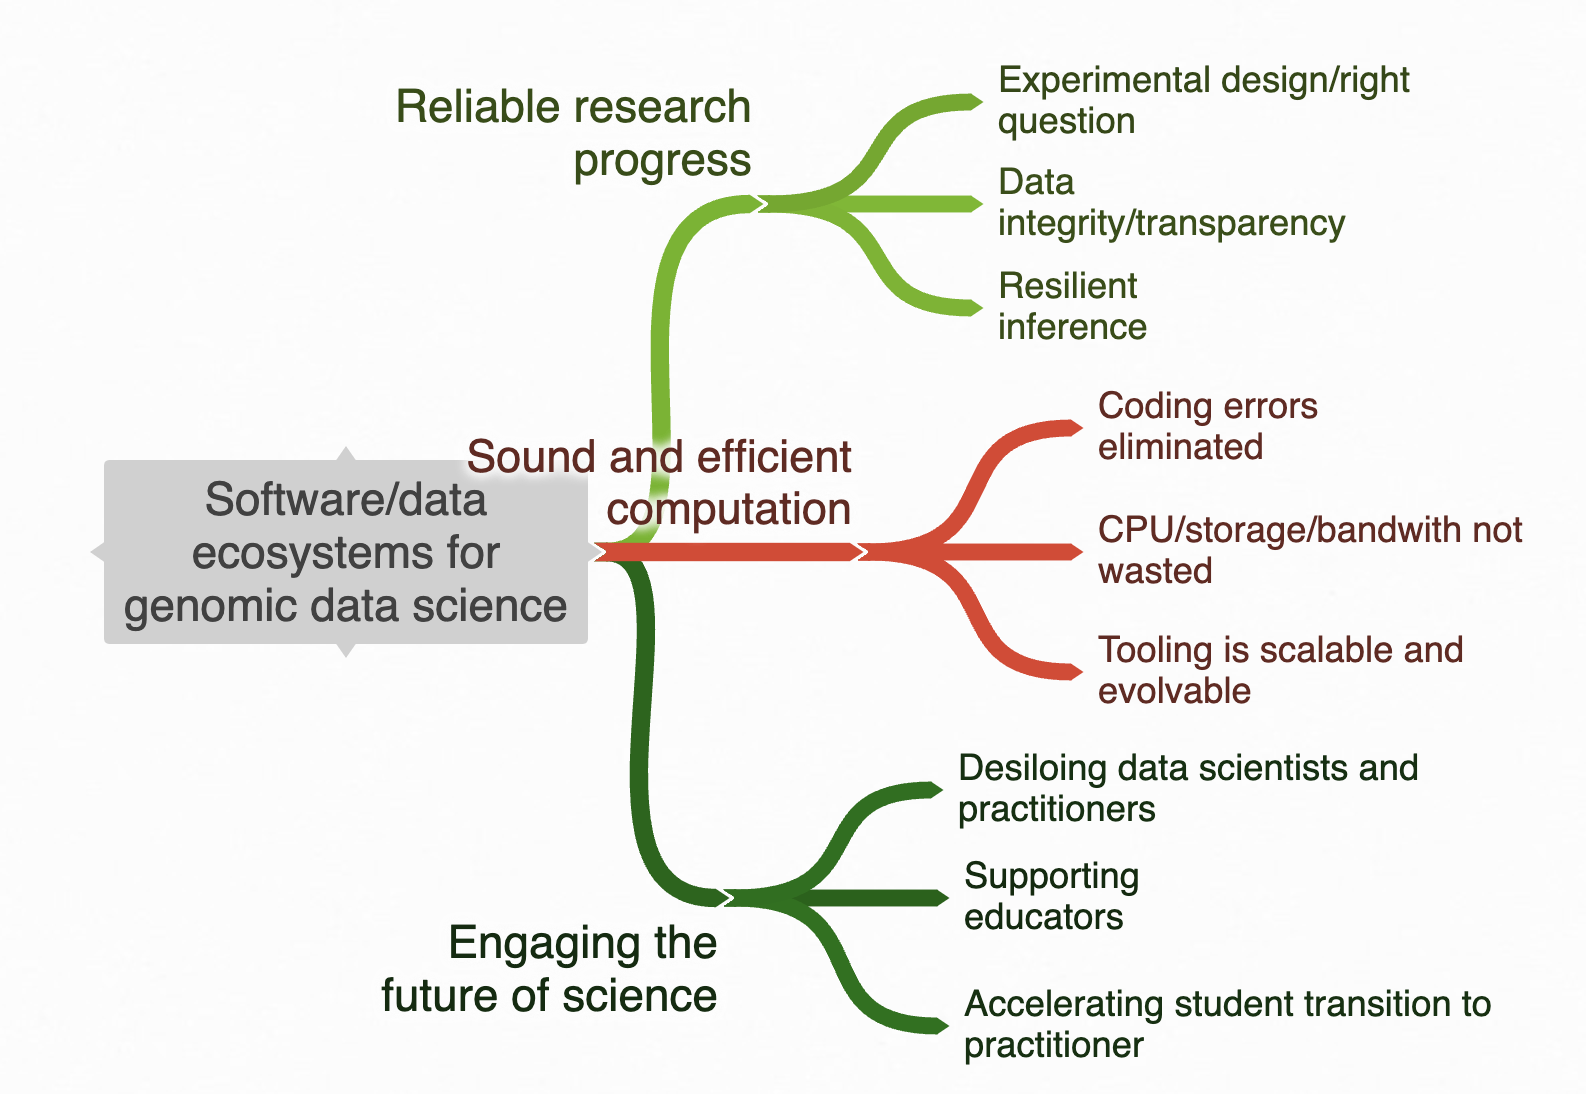 Reliable research
progress
Experimental design/right
question
Data
integrity/transparency
Resilient
inference
Software/data
ecosystems for
genomic data science
Sound and efficient
computation
Coding errors
eliminated
CPU/storage/bandwith not
wasted
Tooling is scalable and
evolvable
Engaging the
future of science
Desiloing data scientists and
practitioners
Supporting
educators
Accelerating student transition to
practitioner